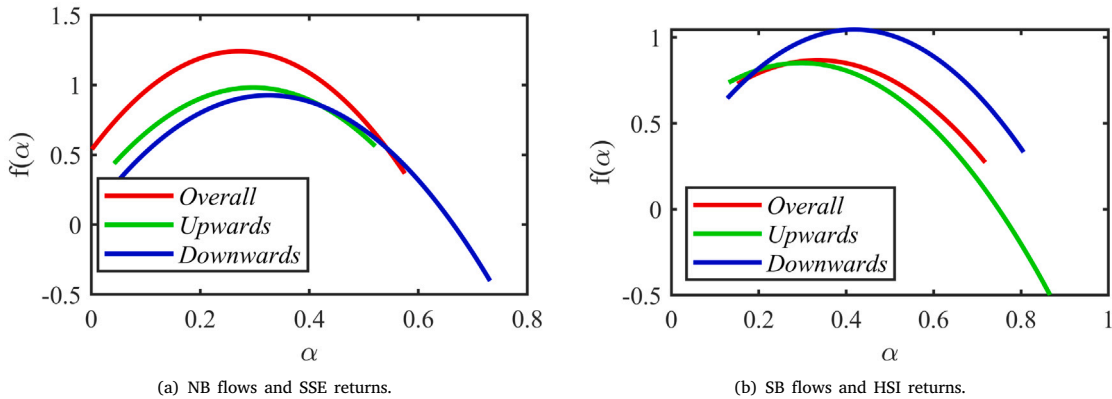 1.5
1
0.5
0
-0.5
f(α)
Overall
Upwards
Downwards
0 0.2 0.4 0.6 0.8
α
(a) NB flows and SSE returns.
1
0.5
0
-0.5
f(α)
Overall
Upwards
Downwards
0 0.2 0.4 0.6 0.8 1
α
(b) SB flows and HSI returns.